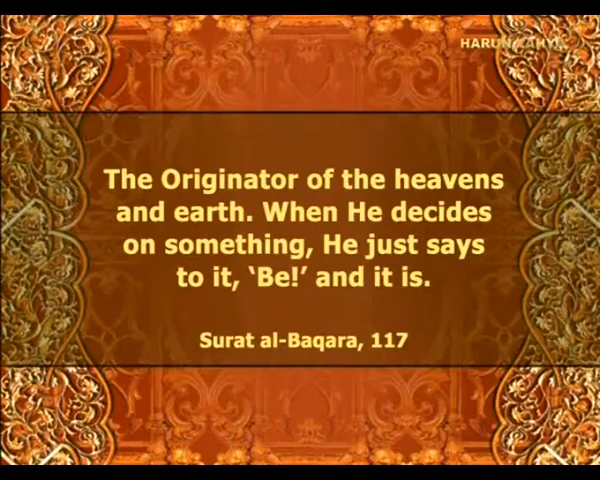 HARUN YAHYA
The Originator of the heavens
and earth. When He decides
on something, He just says
to it, ‘Be!’ and it is.
Surat al-Baqara, 117